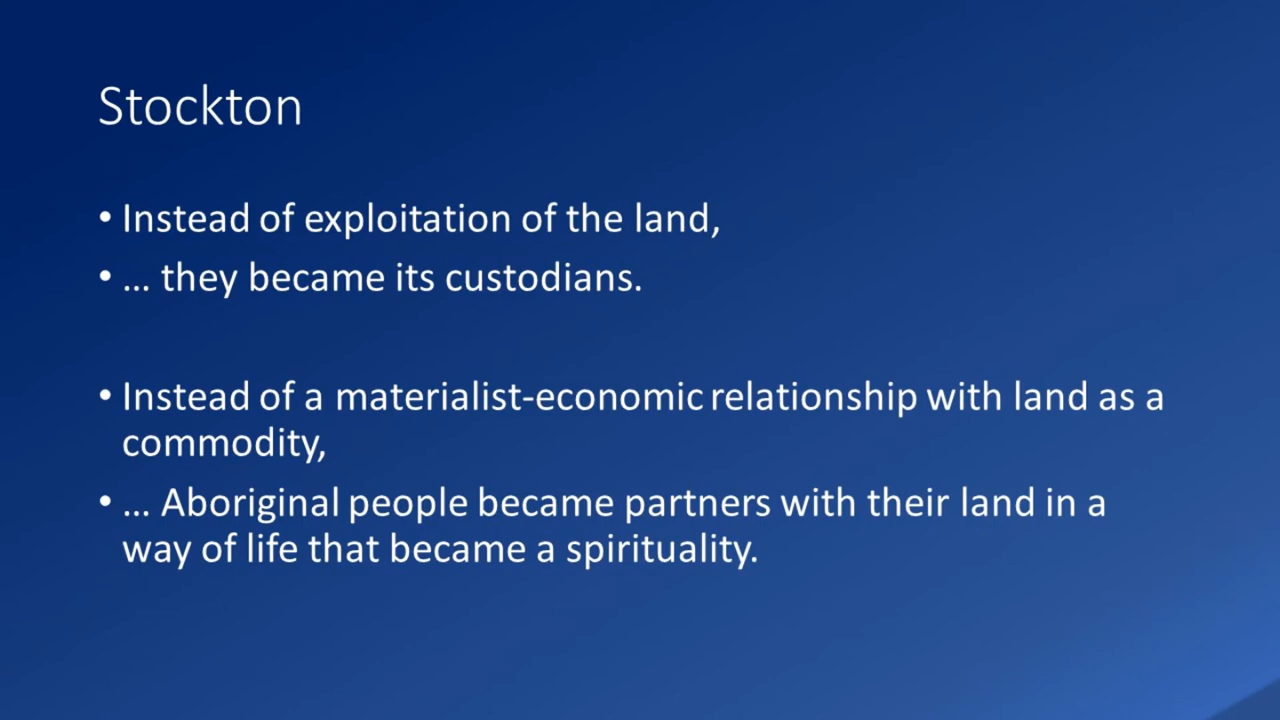 Stockton
• Instead of exploitation of the land,
• … they became its custodians.
• Instead of a materialist-economic relationship with land as a
commodity,
• … Aboriginal people became partners with their land in a
way of life that became a spirituality.